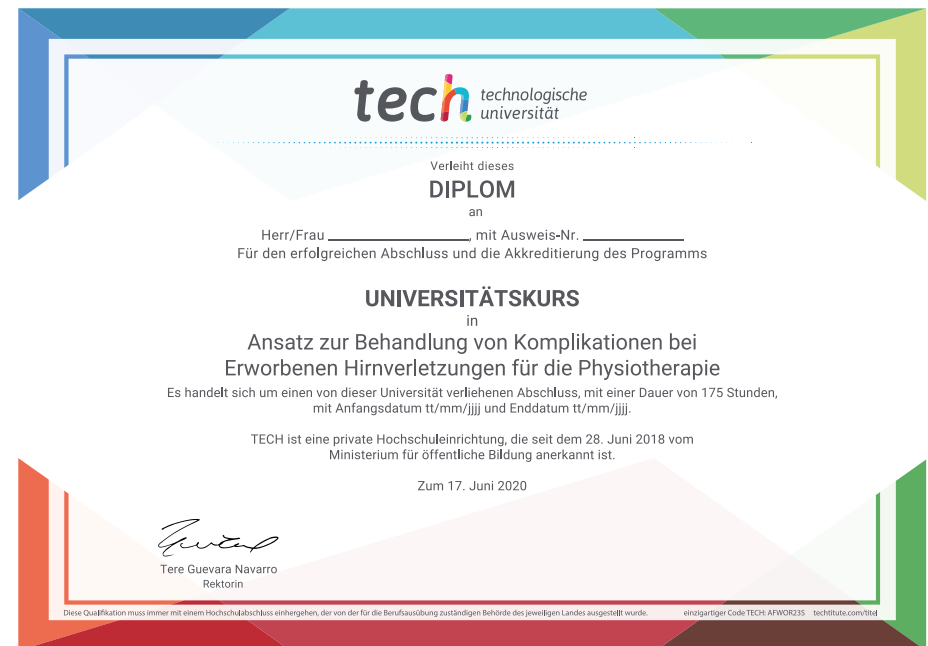 tech technologische
universität
Verleiht dieses
DIPLOM
an
Herr/Frau ____________________, mit Ausweis-Nr. ______________
Für den erfolgreichen Abschluss und die Akkreditierung des Programms
UNIVERSITÄTSKURS
in
Ansatz zur Behandlung von Komplikationen bei
Erworbenen Hirnverletzungen für die Physiotherapie
Es handelt sich um einen von dieser Universität verliehenen Abschluss, mit einer Dauer von 175 Stunden,
mit Anfangsdatum tt/mm/jjjj und Enddatum tt/mm/jjjj.
TECH ist eine private Hochschuleinrichtung, die seit dem 28. Juni 2018 vom
Ministerium für öffentliche Bildung anerkannt ist.
Zum 17. Juni 2020
Tere Guevara Navarro
Rektorin
Diese Qualifikation muss immer mit einem Hochschulabschluss einhergehen, der von der für die Berufsausübung zuständigen Behörde des jeweiligen Landes ausgestellt wurde. einzigartiger Code TECH: AFWOR23S techtitute.com/titel